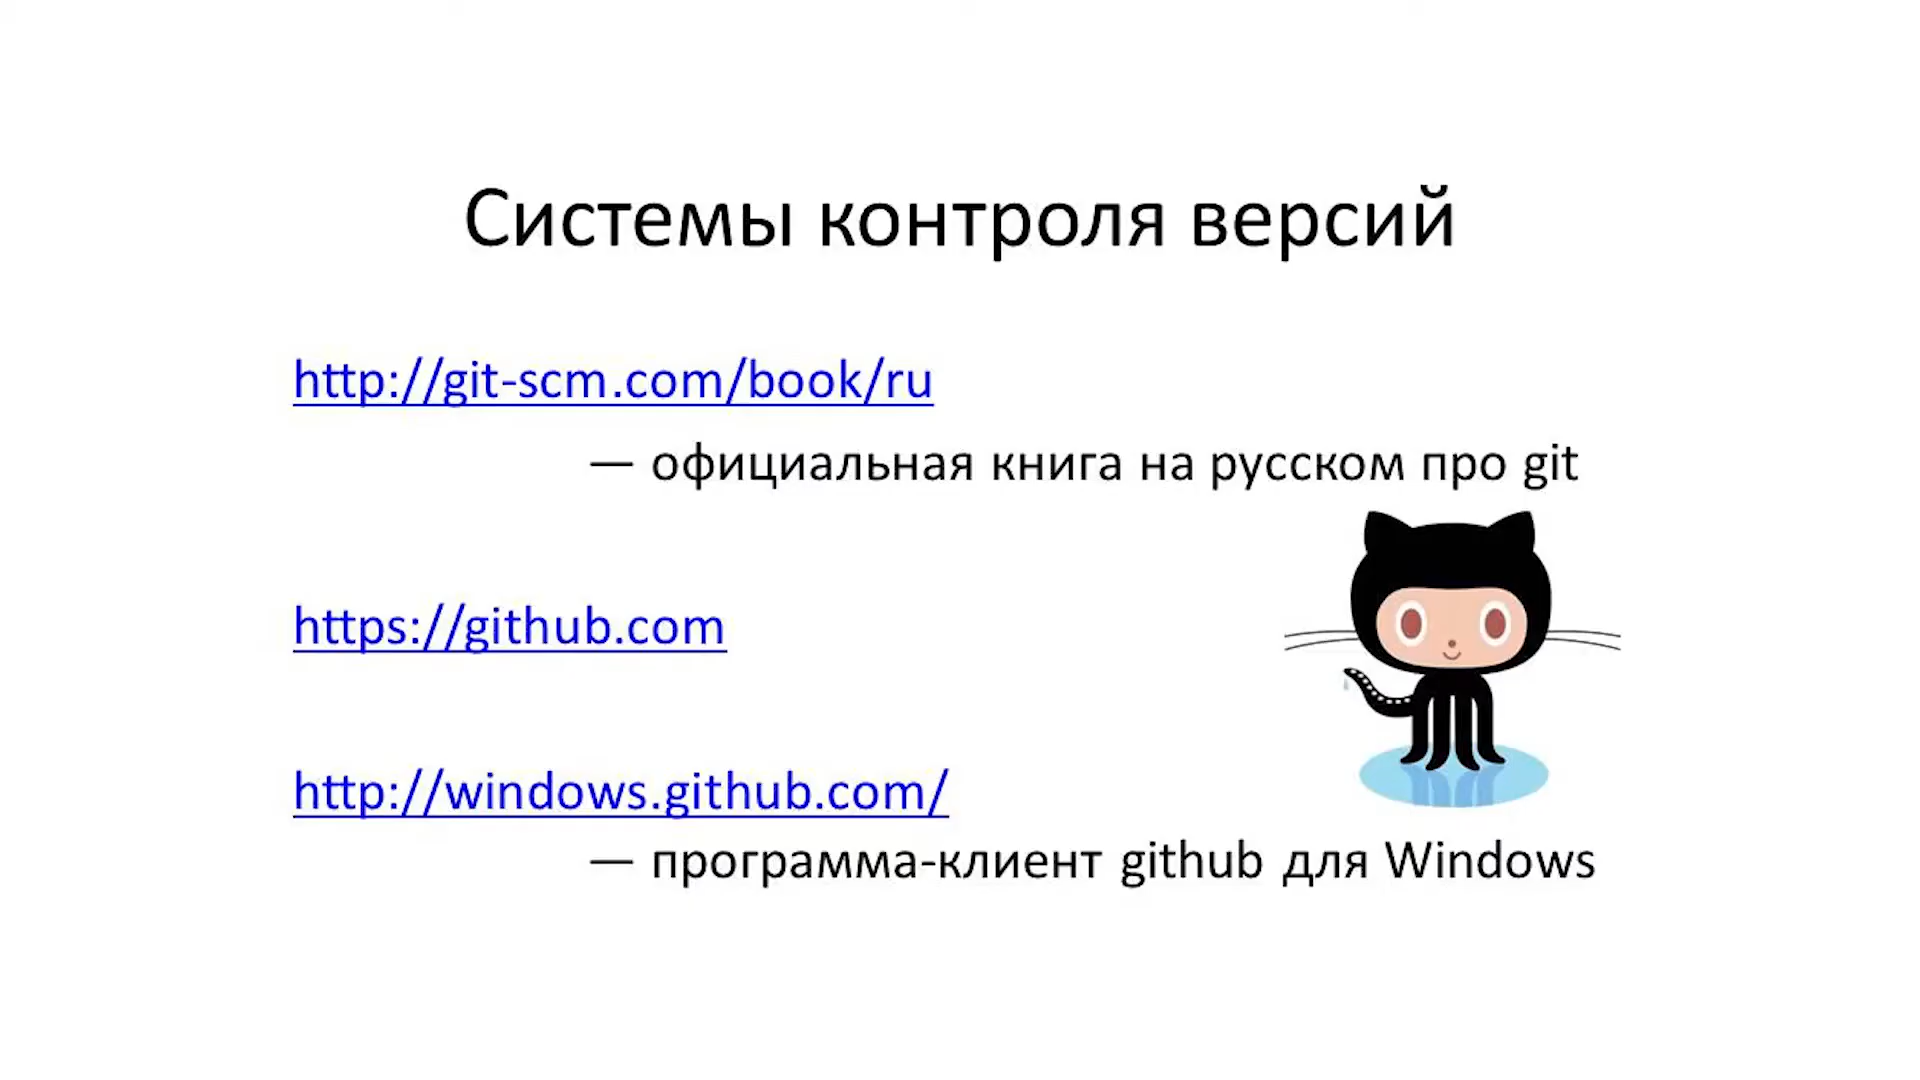 Системы контроля версий
http://git-scm.com/book/ru
— официальная книга на русском про git
https://github.com
http://windows.github.com/
— программа-клиент github для Windows